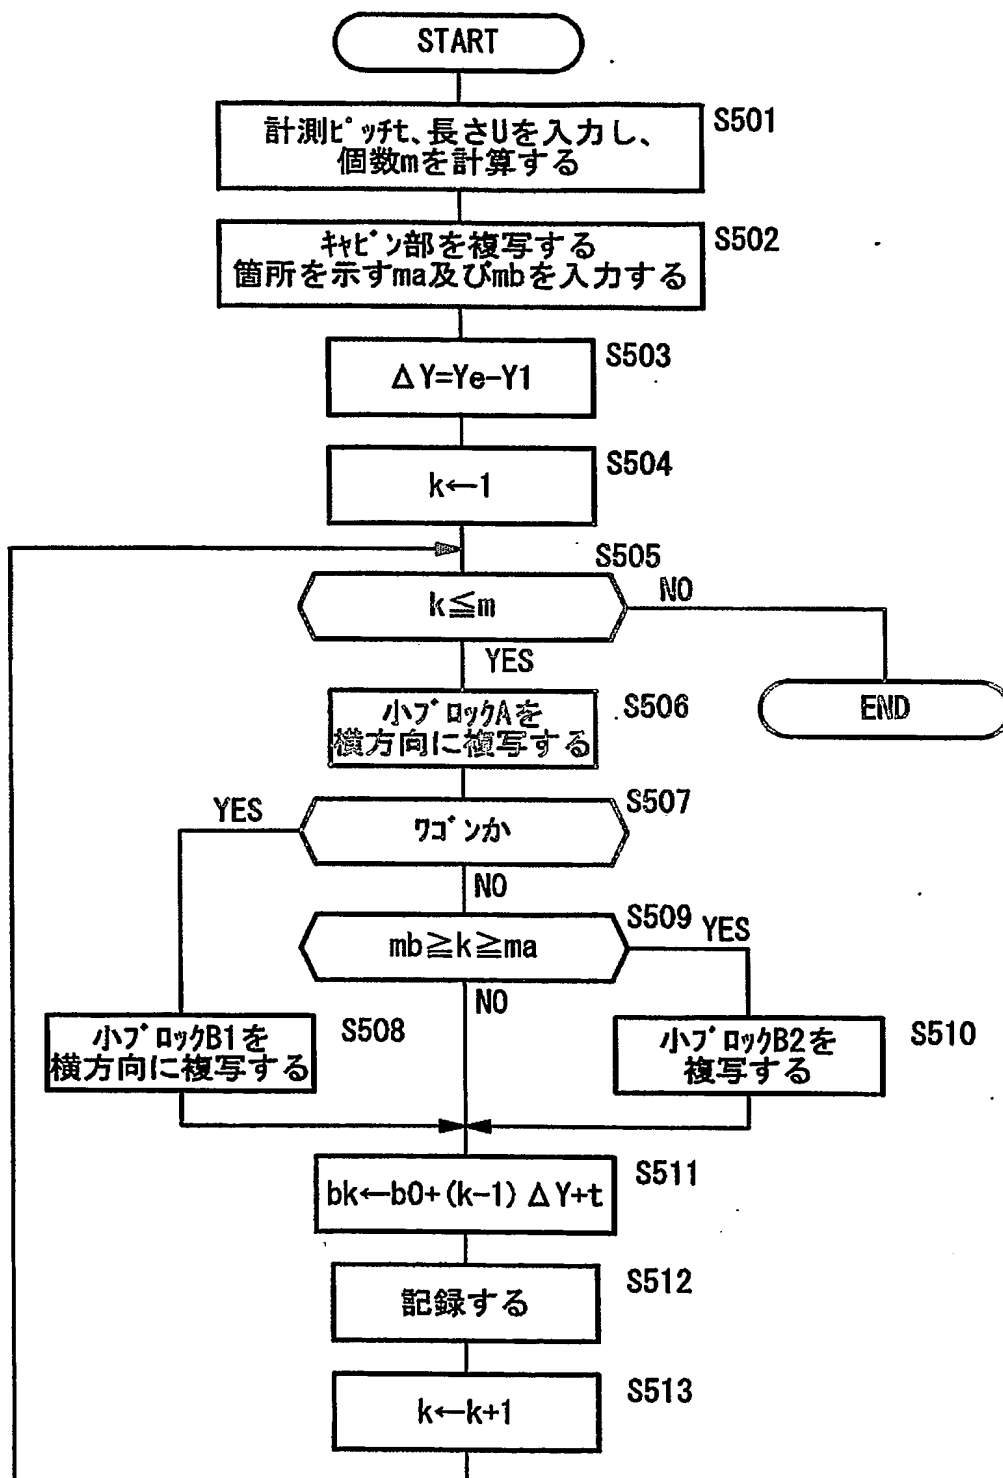 START
計測ﾋﾟｯﾁt、長さUを入力し、
個数mを計算する
S501
ｷｬﾋﾞﾝ部を複写する
箇所を示すma及びmbを入力する
S502
ΔY=Ye-Y1
S503
k←1
S504
k≦m
S505
NO
YES
END
小ﾌﾞﾛｯｸAを
横方向に複写する
S506
ﾜｺﾞﾝか
S507
YES
NO
mb≧k≧ma
S509
YES
NO
小ﾌﾞﾛｯｸB1を
横方向に複写する
S508
小ﾌﾞﾛｯｸB2を
複写する
S510
bk←b0+(k-1)ΔY+t
S511
記録する
S512
k←k+1
S513